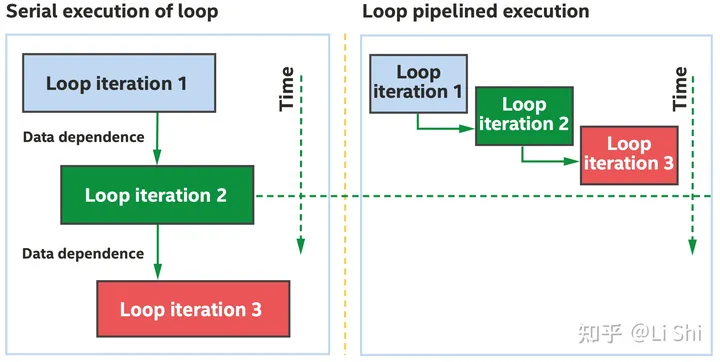 Serial execution of loop
Loop iteration 1
Data dependence
Loop iteration 2
Data dependence
Loop iteration 3
Time
Loop pipelined execution
Loop
iteration 1
Loop
iteration 2
Loop
iteration 3
Time
知乎 @Li Shi